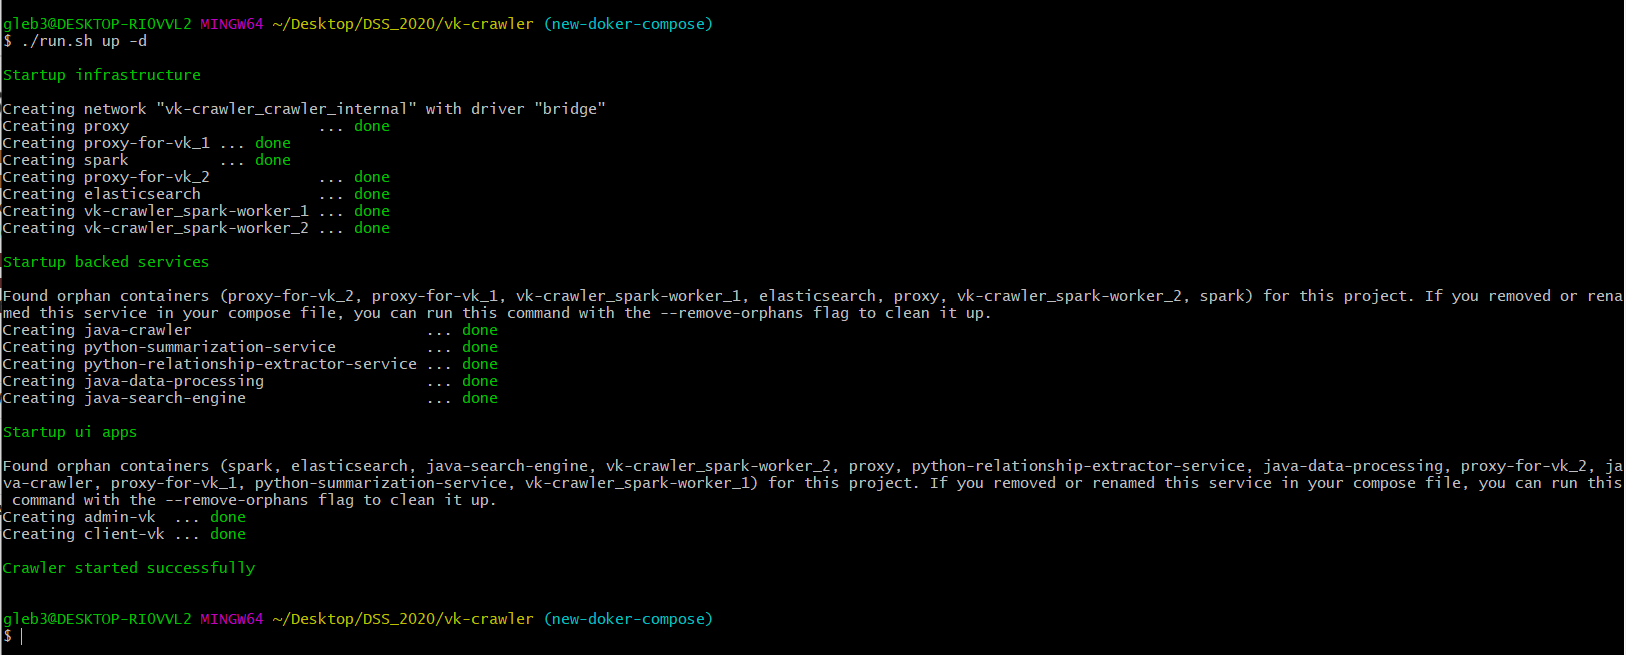 gleb3@DESKTOP-RI0VVL2 MINGW64 ~/Desktop/DSS_2020/vk-crawler (new-doker-compose)
$ ./run.sh up -d
Startup infrastructure
Creating network "vk-crawler_crawler_internal" with driver "bridge"
Creating proxy                     ... done
Creating proxy-for-vk_1 ... done
Creating spark          ... done
Creating proxy-for-vk_2            ... done
Creating elasticsearch             ... done
Creating vk-crawler_spark-worker_1 ... done
Creating vk-crawler_spark-worker_2 ... done
Startup backed services
Found orphan containers (proxy-for-vk_2, proxy-for-vk_1, vk-crawler_spark-worker_1, elasticsearch, proxy, vk-crawler_spark-worker_2, spark) for this project. If you removed or rena
med this service in your compose file, you can run this command with the --remove-orphans flag to clean it up.
Creating java-crawler                          ... done
Creating python-summarization-service          ... done
Creating python-relationship-extractor-service ... done
Creating java-data-processing                  ... done
Creating java-search-engine                    ... done
Startup ui apps
Found orphan containers (spark, elasticsearch, java-search-engine, vk-crawler_spark-worker_2, proxy, python-relationship-extractor-service, java-data-processing, proxy-for-vk_2, ja
va-crawler, proxy-for-vk_1, python-summarization-service, vk-crawler_spark-worker_1) for this project. If you removed or renamed this service in your compose file, you can run this
 command with the --remove-orphans flag to clean it up.
Creating admin-vk  ... done
Creating client-vk ... done
Crawler started successfully
gleb3@DESKTOP-RI0VVL2 MINGW64 ~/Desktop/DSS_2020/vk-crawler (new-doker-compose)
$